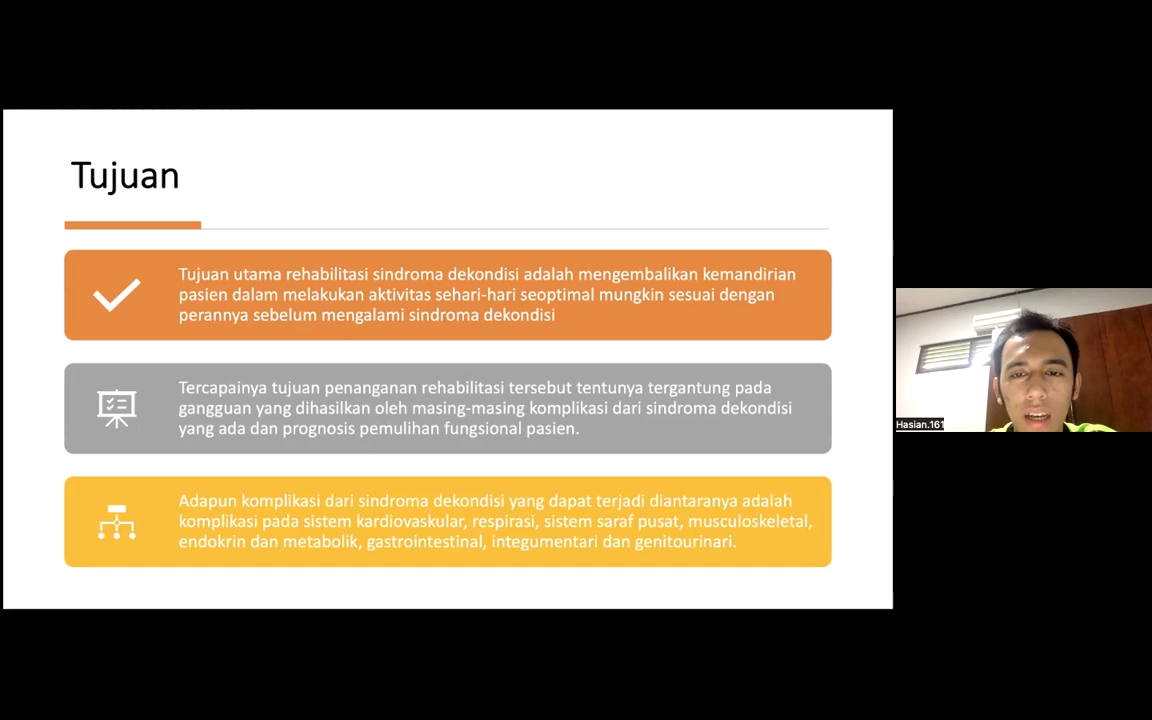 Tujuan
Tujuan utama rehabilitasi sindroma dekondisi adalah mengembalikan kemandirian
pasien dalam melakukan aktivitas sehari-hari seoptimal mungkin sesuai dengan
perannya sebelum mengalami sindroma dekondisi
Tercapainya tujuan penanganan rehabilitasi tersebut tentunya tergantung pada
gangguan yang dihasilkan oleh masing-masing komplikasi dari sindroma dekondisi
yang ada dan prognosis pemulihan fungsional pasien.
Adapun komplikasi dari sindroma dekondisi yang dapat terjadi diantaranya adalah
komplikasi pada sistem kardiovaskular, respirasi, sistem saraf pusat, musculoskeletal,
endokrin dan metabolik, gastrointestinal, integumentari dan genitourinari.
Hasian.161